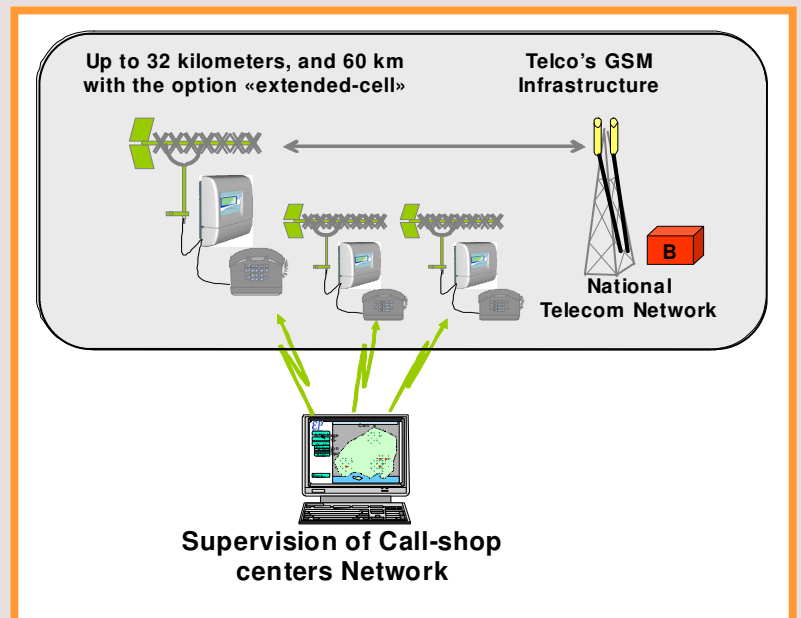 Up to 32 kilometers, and 60 km
with the option «extended-cell»
Telco's GSM
Infrastructure
B
National
Telecom Network
Supervision of Call-shop
centers Network